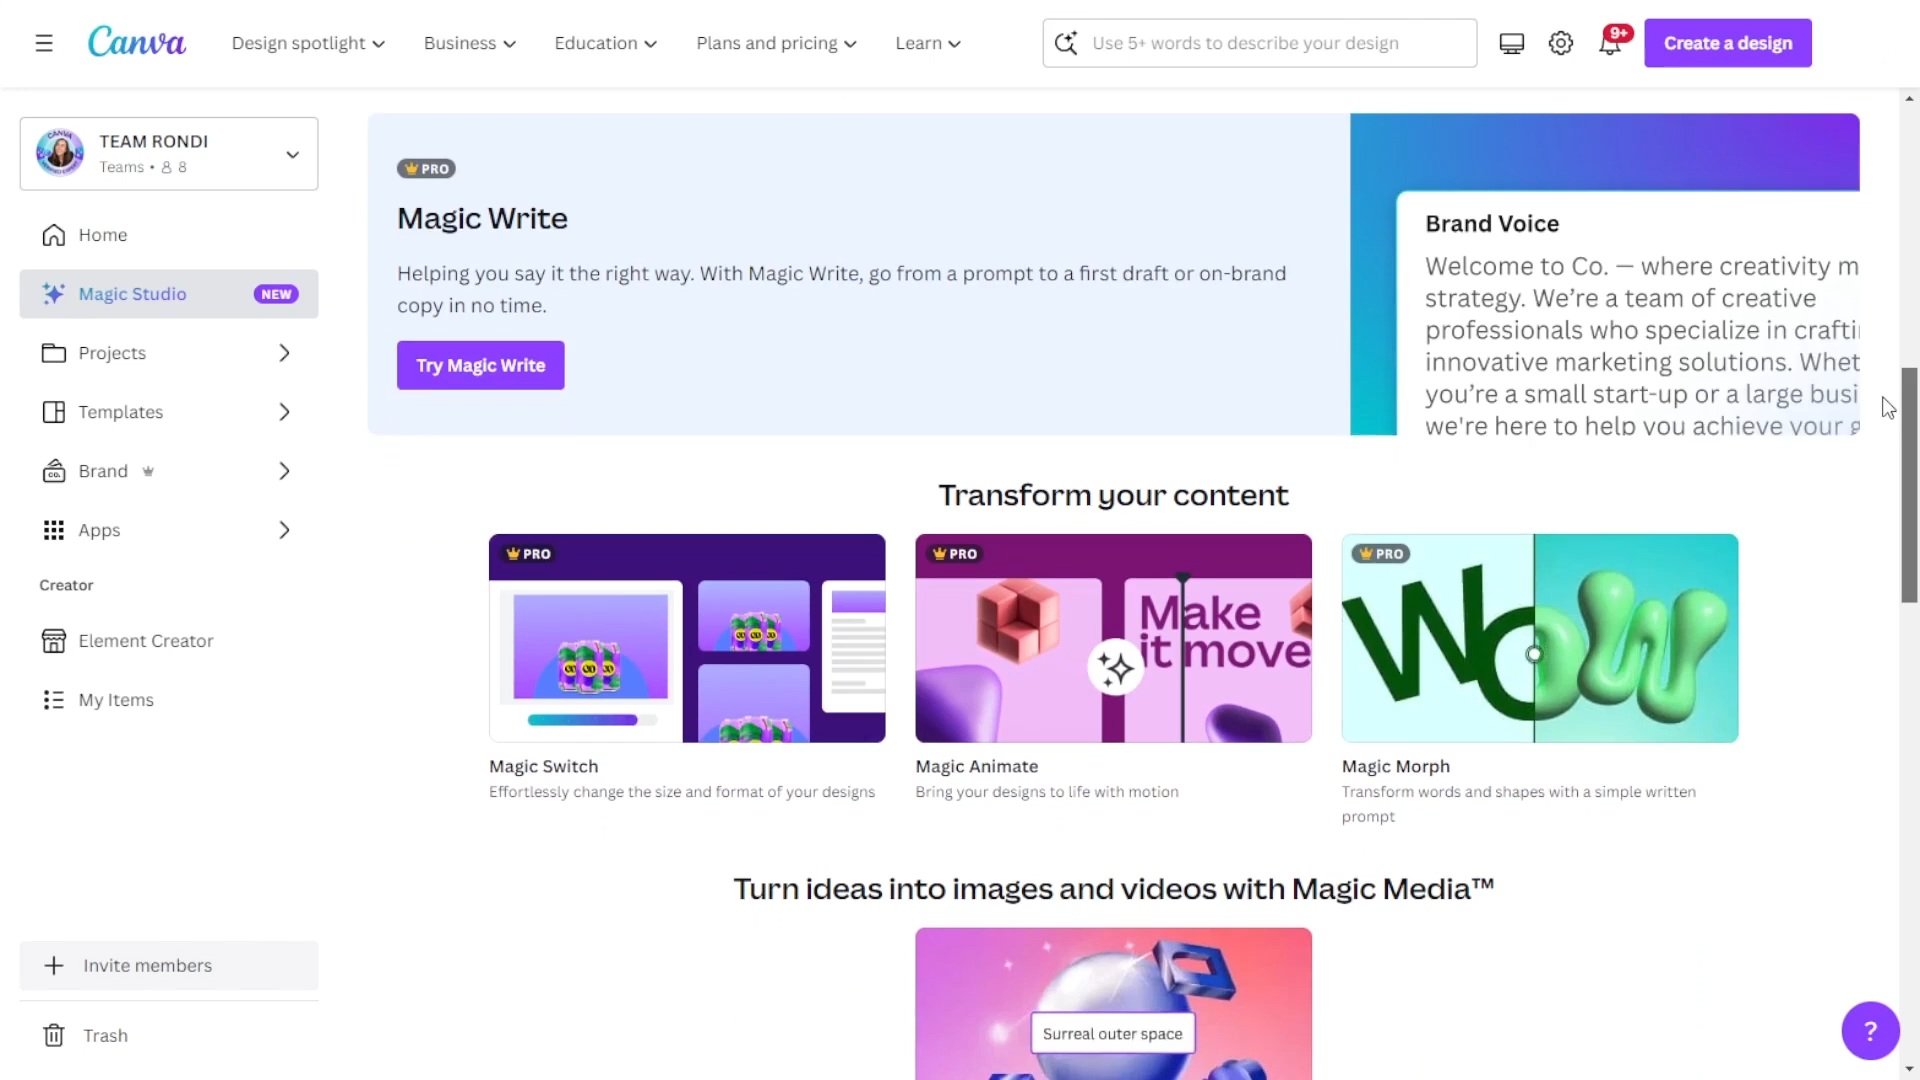 Canva
Design spotlight
Business
Education
Plans and pricing
Learn
Use 5+ words to describe your design
9+
Create a design
TEAM RONDI
Teams • 8
Home
Magic Studio
NEW
Projects
Templates
Brand
Apps
Creator
Element Creator
My Items
Invite members
Trash
PRO
Magic Write
Helping you say it the right way. With Magic Write, go from a prompt to a first draft or on-brand
copy in no time.
Try Magic Write
Brand Voice
Welcome to Co. — where creativity m
strategy. We're a team of creative
professionals who specialize in crafti
innovative marketing solutions. Whet
you're a small start-up or a large busi
we're here to help you achieve your g
Transform your content
PRO
PRO
Make
it move
PRO
WOW
Magic Switch
Effortlessly change the size and format of your designs
Magic Animate
Bring your designs to life with motion
Magic Morph
Transform words and shapes with a simple written
prompt
Turn ideas into images and videos with Magic Media™
Surreal outer space
?